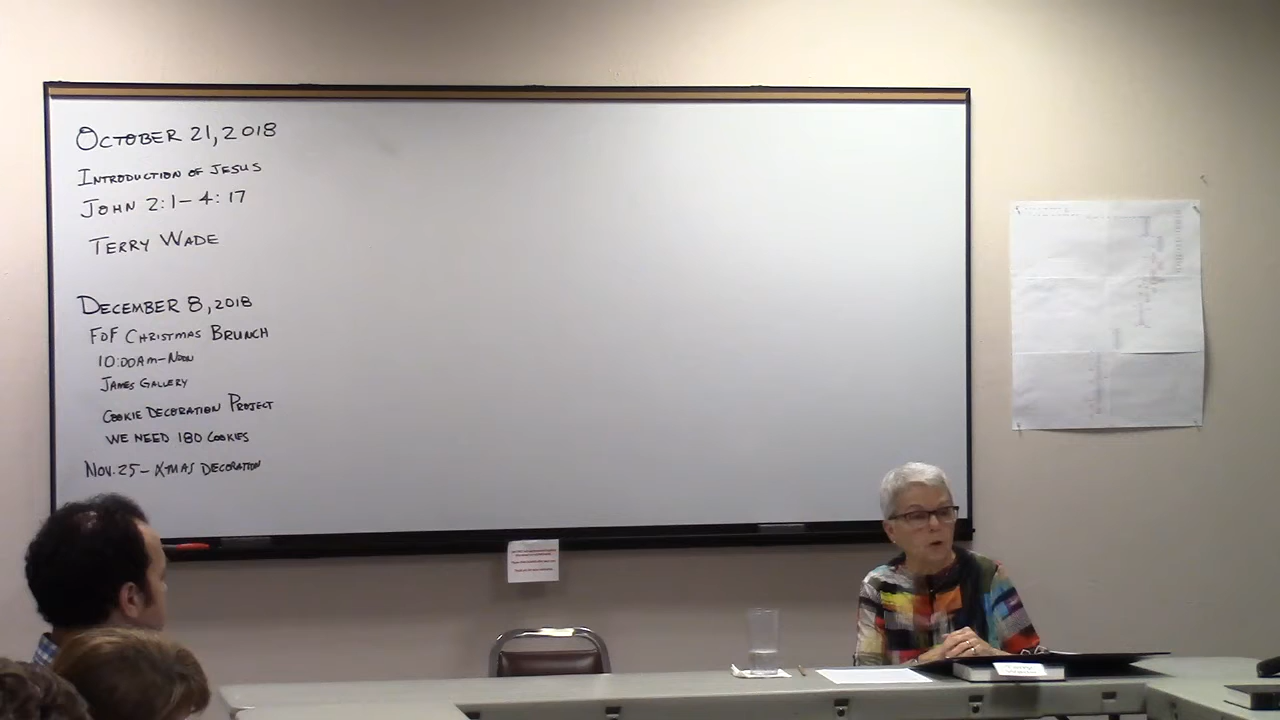 OCTOBER 21, 2018
INTRODUCTION OF JESUS
JOHN 2:1-4:17
TERRY WADE
DECEMBER 8, 2018
FDF CHRISTMAS BRUNCH
10:00AM-NOON
JAMES GALLERY
COOKIE DECORATION PROJECT
WE NEED 180 COOKIES
NOV. 25- XMAS DECORATION